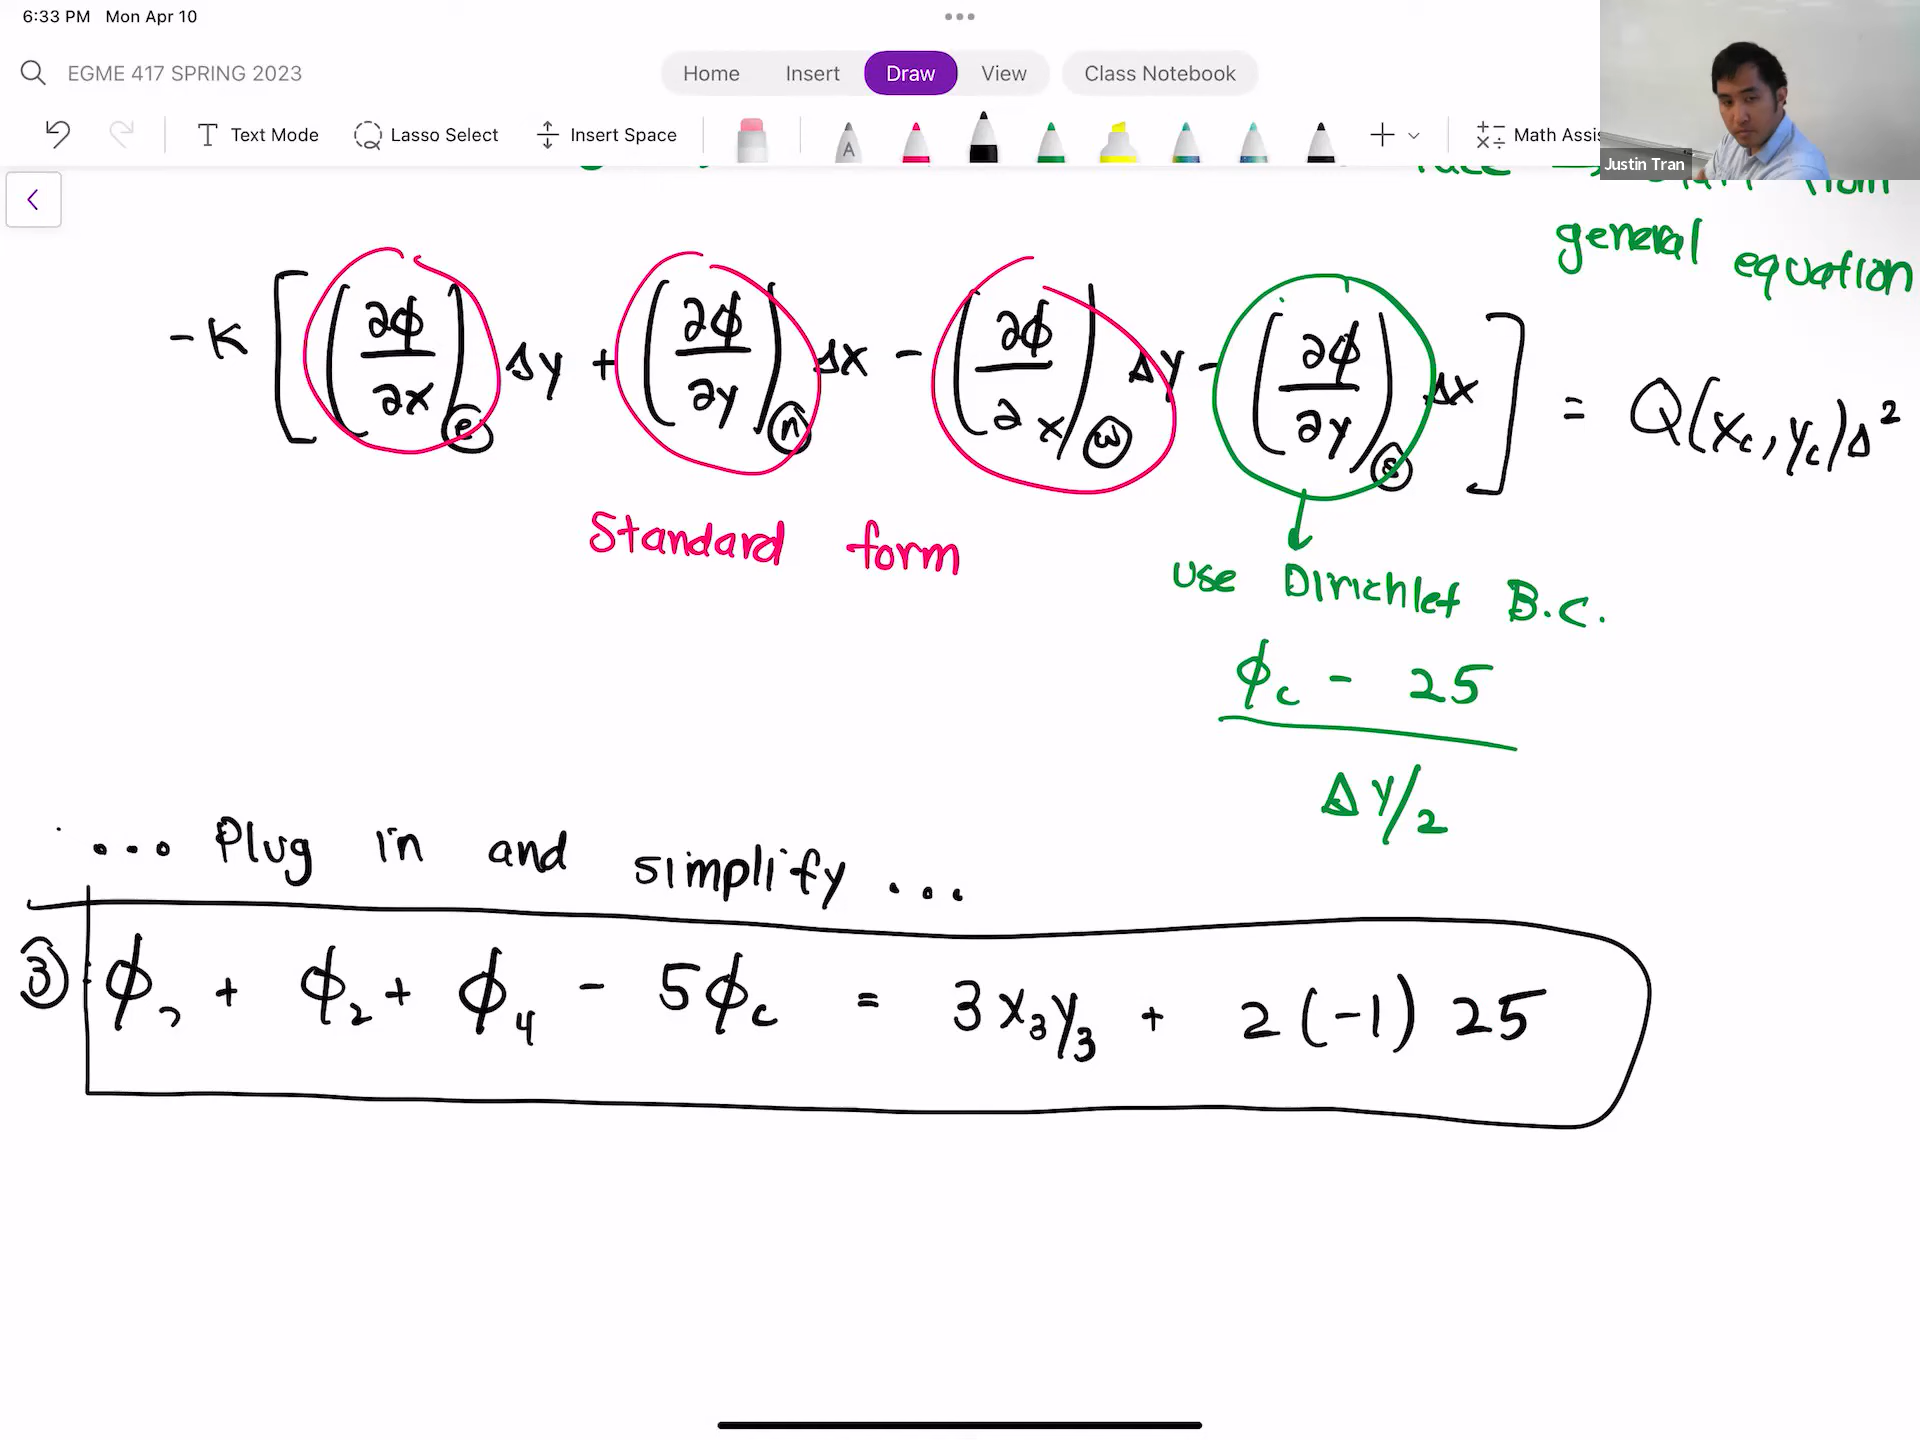 6:33 PM Mon Apr 10
EGME 417 SPRING 2023
Home Insert Draw View Class Notebook
Text Mode Lasso Select Insert Space A Math Assis
Justin Tran
from
general equation
-K [ (∂ϕ/∂x)e Δy + (∂ϕ/∂y)n Δx - (∂ϕ/∂x)w Δy - (∂ϕ/∂y)s Δx ] = Q(xc, yc)Δ²
Standard form
use Dirichlet B.C.
ϕc - 25
ΔY/2
... Plug in and simplify ...
③: ϕ + ϕ2 + ϕ4 - 5ϕc = 3x3y3 + 2(-1) 25